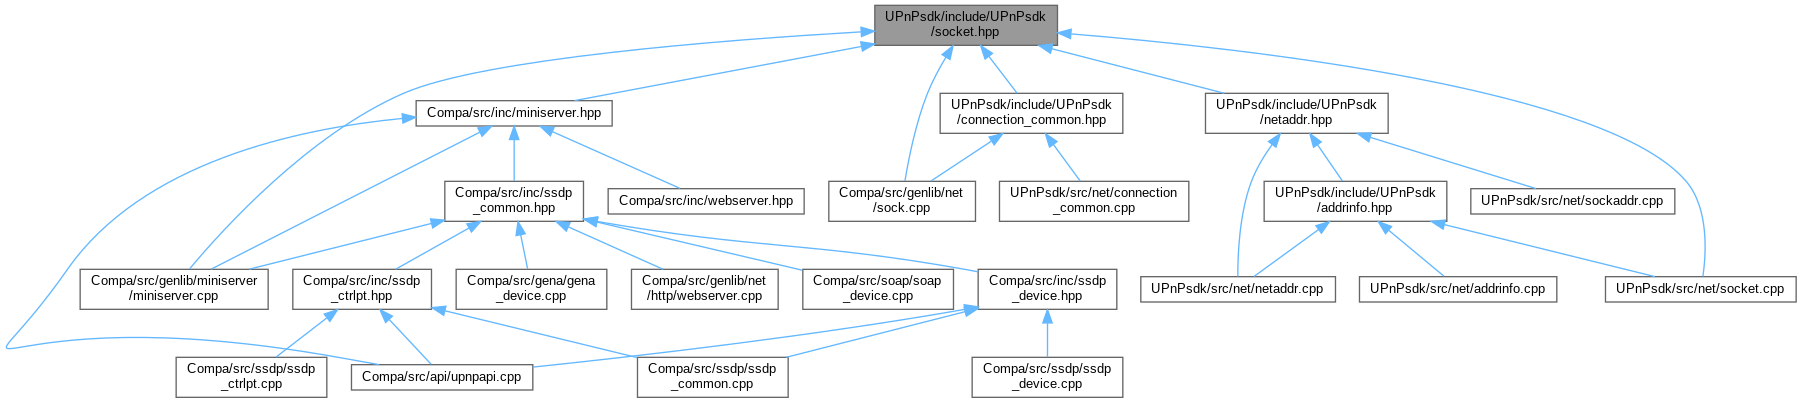 UPnPsdk/include/UPnPsdk
/socket.hpp
Compa/src/inc/miniserver.hpp
UPnPsdk/include/UPnPsdk
/connection_common.hpp
UPnPsdk/include/UPnPsdk
/netaddr.hpp
Compa/src/inc/ssdp
_common.hpp
Compa/src/inc/webserver.hpp
Compa/src/genlib/net
/sock.cpp
UPnPsdk/src/net/connection
_common.cpp
UPnPsdk/include/UPnPsdk
/addrinfo.hpp
UPnPsdk/src/net/sockaddr.cpp
Compa/src/genlib/miniserver
/miniserver.cpp
Compa/src/inc/ssdp
_ctrlpt.hpp
Compa/src/gena/gena
_device.cpp
Compa/src/genlib/net
/http/webserver.cpp
Compa/src/soap/soap
_device.cpp
Compa/src/inc/ssdp
_device.hpp
UPnPsdk/src/net/netaddr.cpp
UPnPsdk/src/net/addrinfo.cpp
UPnPsdk/src/net/socket.cpp
Compa/src/ssdp/ssdp
_ctrlpt.cpp
Compa/src/api/upnpapi.cpp
Compa/src/ssdp/ssdp
_common.cpp
Compa/src/ssdp/ssdp
_device.cpp